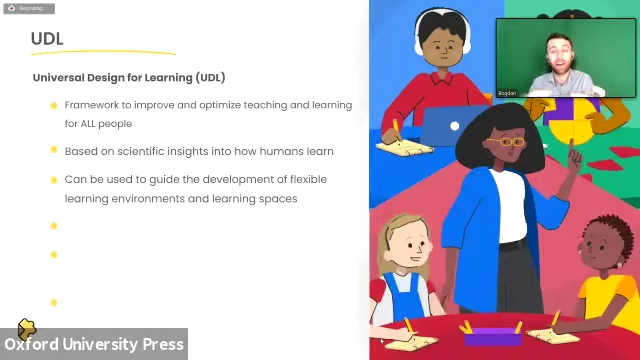 Recording...
UDL
Universal Design for Learning (UDL)
Framework to improve and optimize teaching and learning
for ALL people
Based on scientific insights into how humans learn
Can be used to guide the development of flexible
learning environments and learning spaces
Bogdan
Oxford University Press